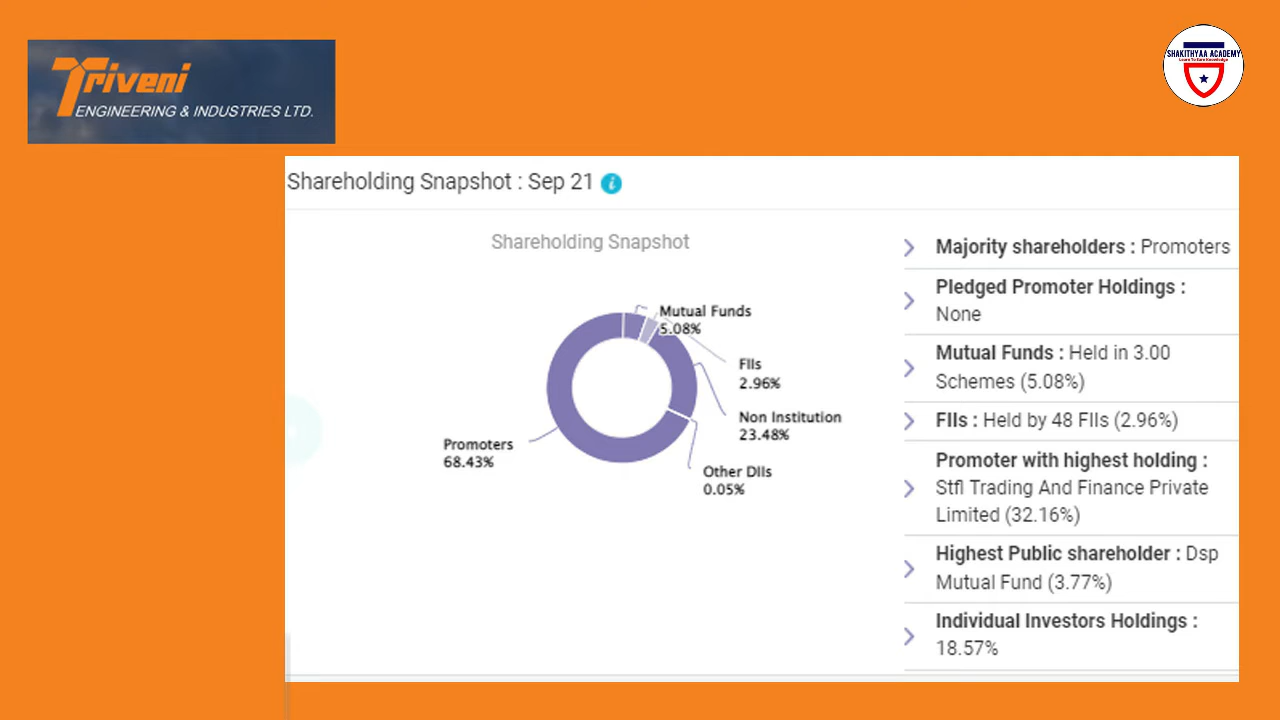 Triveni
ENGINEERING & INDUSTRIES LTD.
SHAKITHYAA ACADEMY
Learn To Earn Knowledge
Shareholding Snapshot : Sep 21
Shareholding Snapshot
Mutual Funds
5.08%
FIIs
2.96%
Non Institution
23.48%
Promoters
68.43%
Other DIIs
0.05%
Majority shareholders : Promoters
Pledged Promoter Holdings :
None
Mutual Funds : Held in 3.00
Schemes (5.08%)
FIIs : Held by 48 FIIs (2.96%)
Promoter with highest holding :
Stfl Trading And Finance Private
Limited (32.16%)
Highest Public shareholder : Dsp
Mutual Fund (3.77%)
Individual Investors Holdings :
18.57%